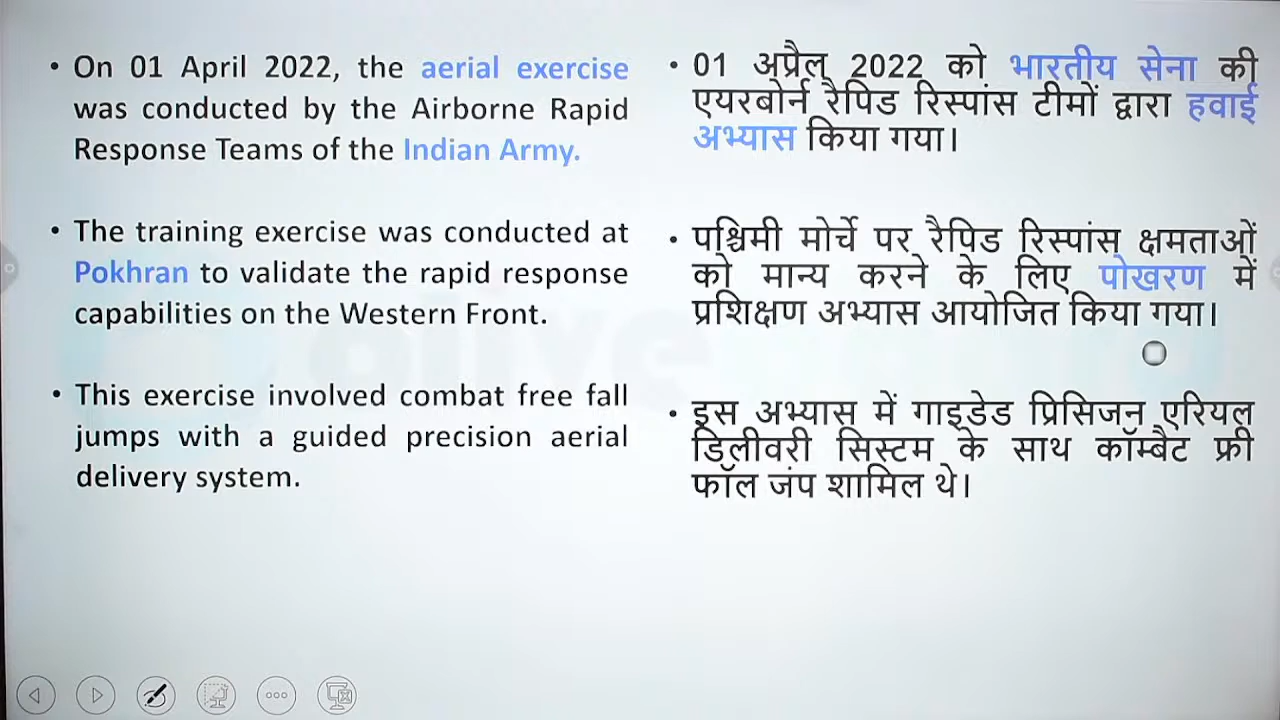 • On 01 April 2022, the aerial exercise
was conducted by the Airborne Rapid
Response Teams of the Indian Army.
• The training exercise was conducted at
Pokhran to validate the rapid response
capabilities on the Western Front.
• This exercise involved combat free fall
jumps with a guided precision aerial
delivery system.
• 01 अप्रैल 2022 को भारतीय सेना की
एयरबोर्न रैपिड रिस्पांस टीमों द्वारा हवाई
अभ्यास किया गया।
• पश्चिमी मोर्चे पर रैपिड रिस्पांस क्षमताओं
को मान्य करने के लिए पोखरण में
प्रशिक्षण अभ्यास आयोजित किया गया।
• इस अभ्यास में गाइडेड प्रिसिजन एरियल
डिलीवरी सिस्टम के साथ कॉम्बैट फ्री
फॉल जंप शामिल थे।